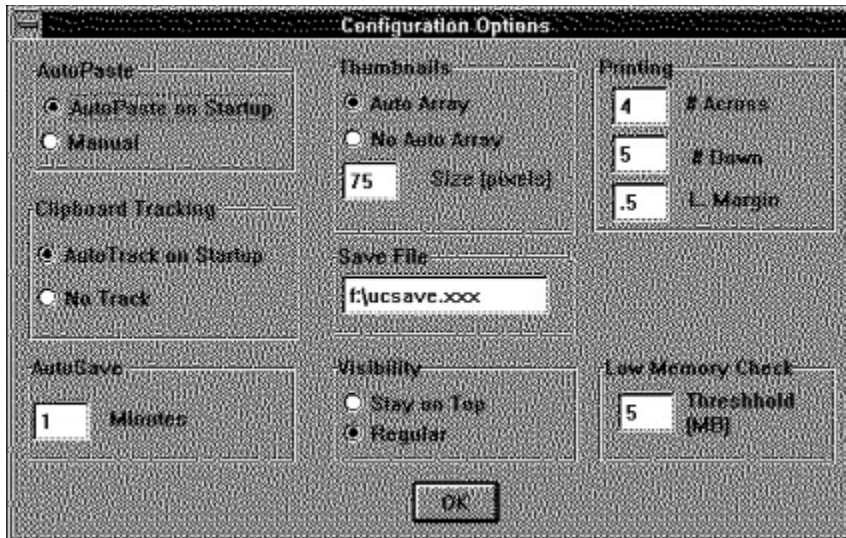 Configuration Options
AutoPaste
AutoPaste on Startup
Manual
Clipboard Tracking
AutoTrack on Startup
No Track
AutoSave
1 Minutes
Thumbnails
Auto Array
No Auto Array
75 Size (pixels)
Save File
f:\ucsave.xxx
Visibility
Stay on Top
Regular
Printing
4 # Across
5 # Down
.5 L. Margin
Low Memory Check
5 Threshhold
(MB)
OK